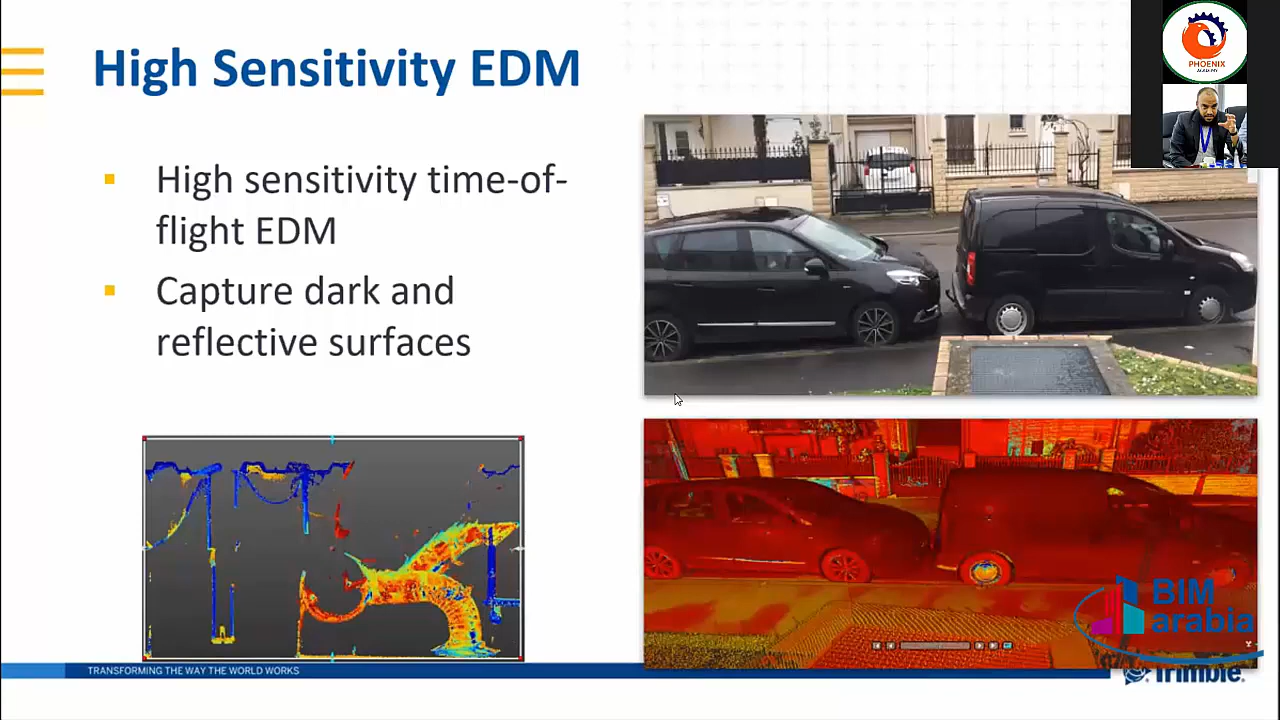 High Sensitivity EDM
PHOENIX
ACADEMY
High sensitivity time-of-
flight EDM
Capture dark and
reflective surfaces
BIM
arabia
TRANSFORMING THE WAY THE WORLD WORKS
Trimble